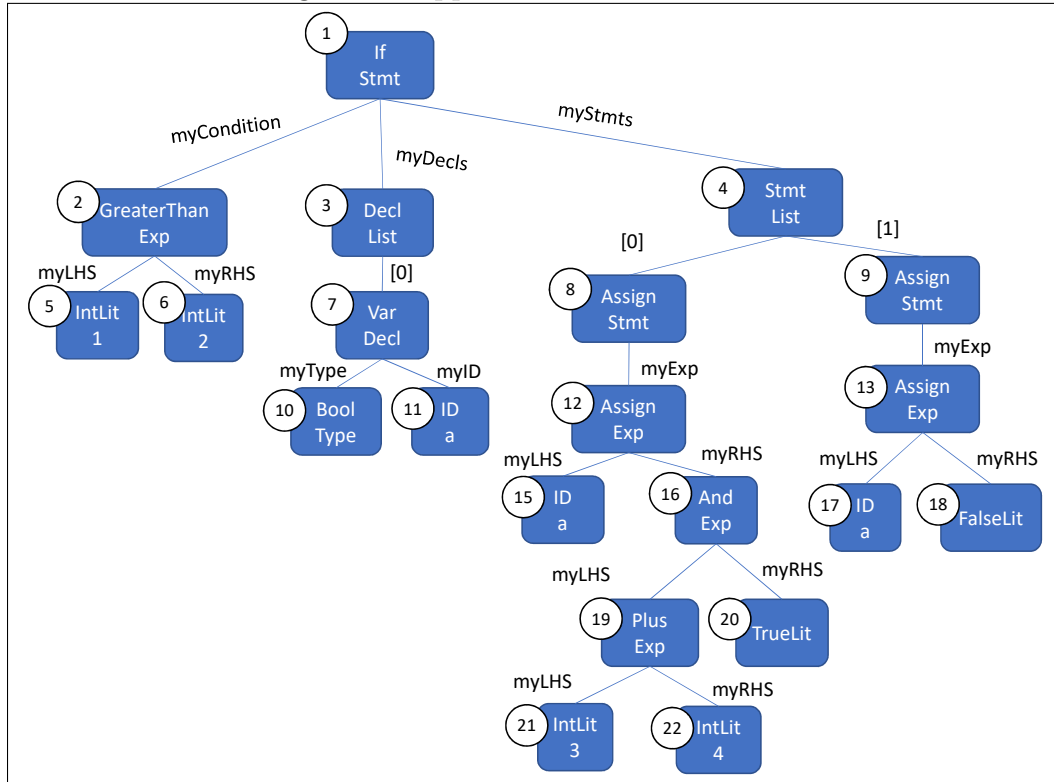 1
If
Stmt
myCondition
myDecls
myStmts
2
GreaterThan
Exp
3
Decl
List
4
Stmt
List
myLHS
myRHS
[0]
[0]
[1]
5
IntLit
1
6
IntLit
2
7
Var
Decl
8
Assign
Stmt
9
Assign
Stmt
myType
myID
myExp
myExp
10
Bool
Type
11
ID
a
12
Assign
Exp
13
Assign
Exp
myLHS
myRHS
myLHS
myRHS
15
ID
a
16
And
Exp
17
ID
a
18
FalseLit
myLHS
myRHS
19
Plus
Exp
20
TrueLit
myLHS
myRHS
21
IntLit
3
22
IntLit
4